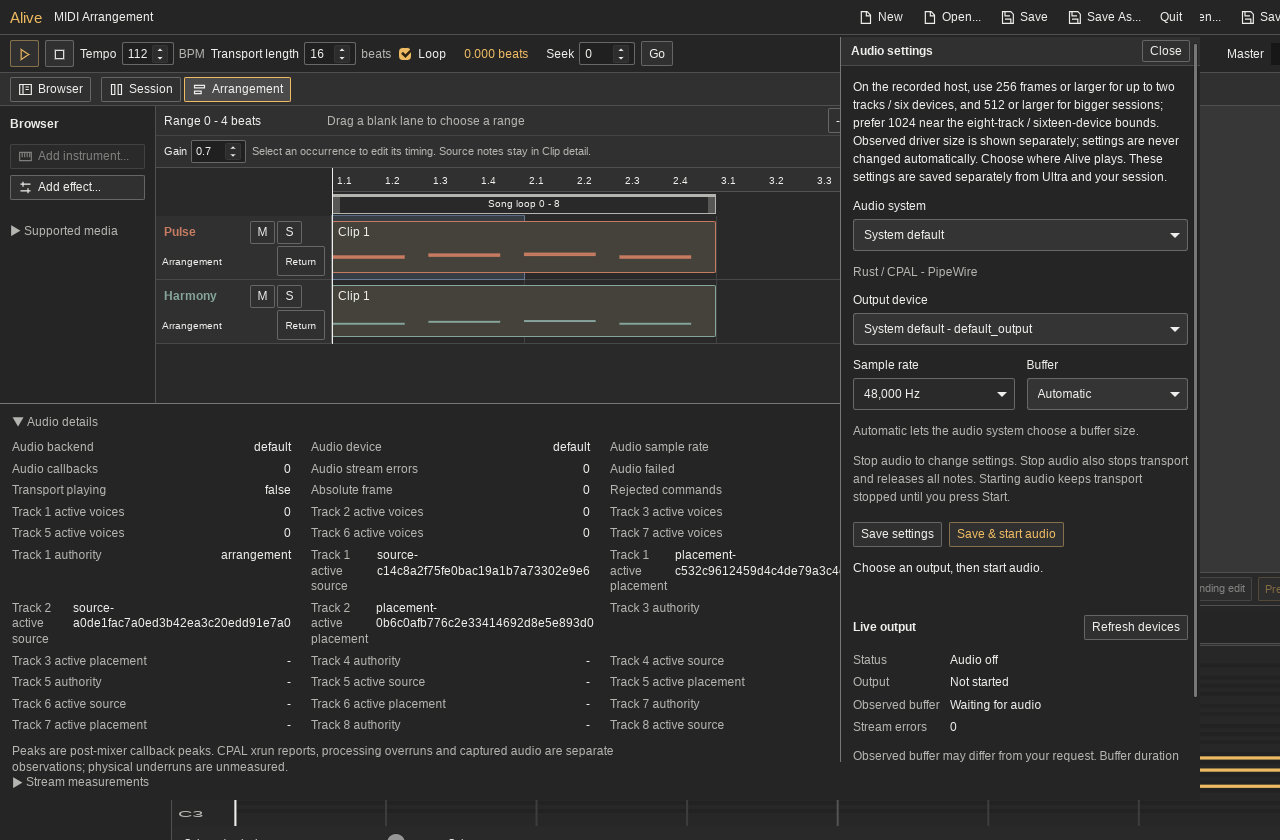 Alive MIDI Arrangement New Open... Save Save As... Quit en... Sav
Tempo 112 BPM Transport length 16 beats Loop 0.000 beats Seek 0 Go Master
Browser Session Arrangement
Audio settings Close
Browser
Add instrument...
Add effect...
Supported media
Range 0 - 4 beats Drag a blank lane to choose a range -
Gain 0.7 Select an occurrence to edit its timing. Source notes stay in Clip detail.
1.1 1.2 1.3 1.4 2.1 2.2 2.3 2.4 3.1 3.2 3.3
Song loop 0 - 8
Pulse M S Clip 1
Arrangement Return
Harmony M S Clip 1
Arrangement Return
On the recorded host, use 256 frames or larger for up to two
tracks / six devices, and 512 or larger for bigger sessions;
prefer 1024 near the eight-track / sixteen-device bounds.
Observed driver size is shown separately; settings are never
changed automatically. Choose where Alive plays. These
settings are saved separately from Ultra and your session.
Audio system
System default
Rust / CPAL - PipeWire
Output device
System default - default_output
Sample rate Buffer
48,000 Hz Automatic
Automatic lets the audio system choose a buffer size.
Stop audio to change settings. Stop audio also stops transport
and releases all notes. Starting audio keeps transport
stopped until you press Start.
Save settings Save & start audio
Choose an output, then start audio.
Live output Refresh devices
Status Audio off
Output Not started
Observed buffer Waiting for audio
Stream errors 0
Observed buffer may differ from your request. Buffer duration
nding edit Pre
Audio details
Audio backend default Audio device default Audio sample rate
Audio callbacks 0 Audio stream errors 0 Audio failed
Transport playing false Absolute frame 0 Rejected commands
Track 1 active voices 0 Track 2 active voices 0 Track 3 active voices
Track 5 active voices 0 Track 6 active voices 0 Track 7 active voices
Track 1 authority arrangement Track 1 active source source-c14c8a2f75fe0bac19a1b7a73302e9e6 Track 1 active placement placement-c532c9612459d4c4de79a3c4
Track 2 active source source-a0de1fac7a0ed3b42ea3c20edd91e7a0 Track 2 active placement placement-0b6c0afb776c2e33414692d8e5e893d0 Track 3 authority
Track 3 active placement - Track 4 authority - Track 4 active source
Track 5 authority - Track 5 active source - Track 5 active placement
Track 6 active source - Track 6 active placement - Track 7 authority
Track 7 active placement - Track 8 authority - Track 8 active source
Peaks are post-mixer callback peaks. CPAL xrun reports, processing overruns and captured audio are separate
observations; physical underruns are unmeasured.
Stream measurements
C3